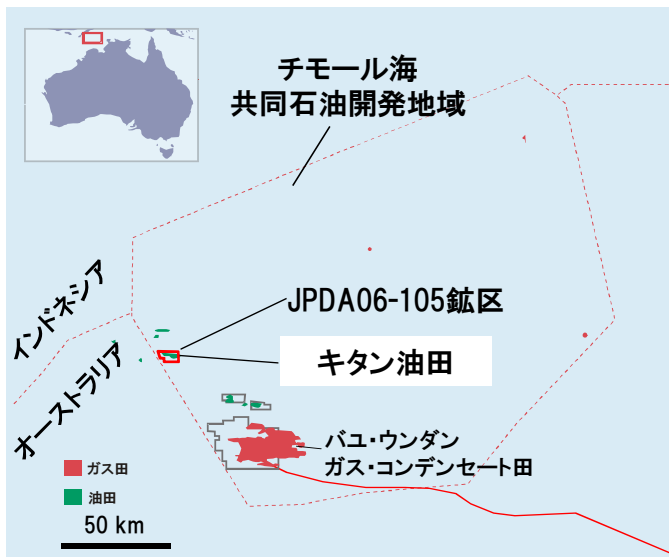 チモール海
共同石油開発地域
インドネシア
オーストラリア
JPDA06-105鉱区
キタン油田
バユ・ウンダン
ガス・コンデンセート田
ガス田
油田
50 km